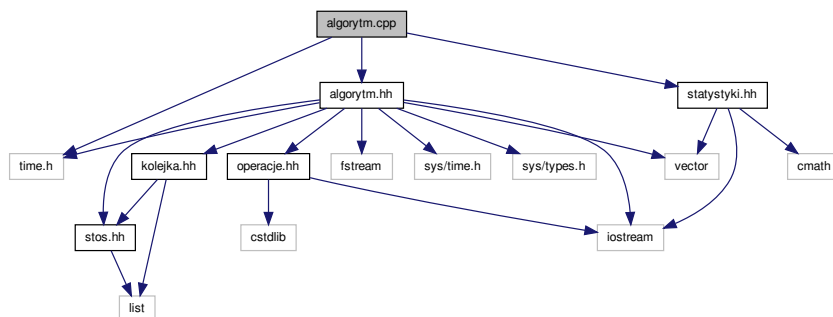 algorytm.cpp
algorytm.hh
statystyki.hh
time.h
kolejka.hh
operacje.hh
fstream
sys/time.h
sys/types.h
vector
cmath
stos.hh
cstdlib
iostream
list